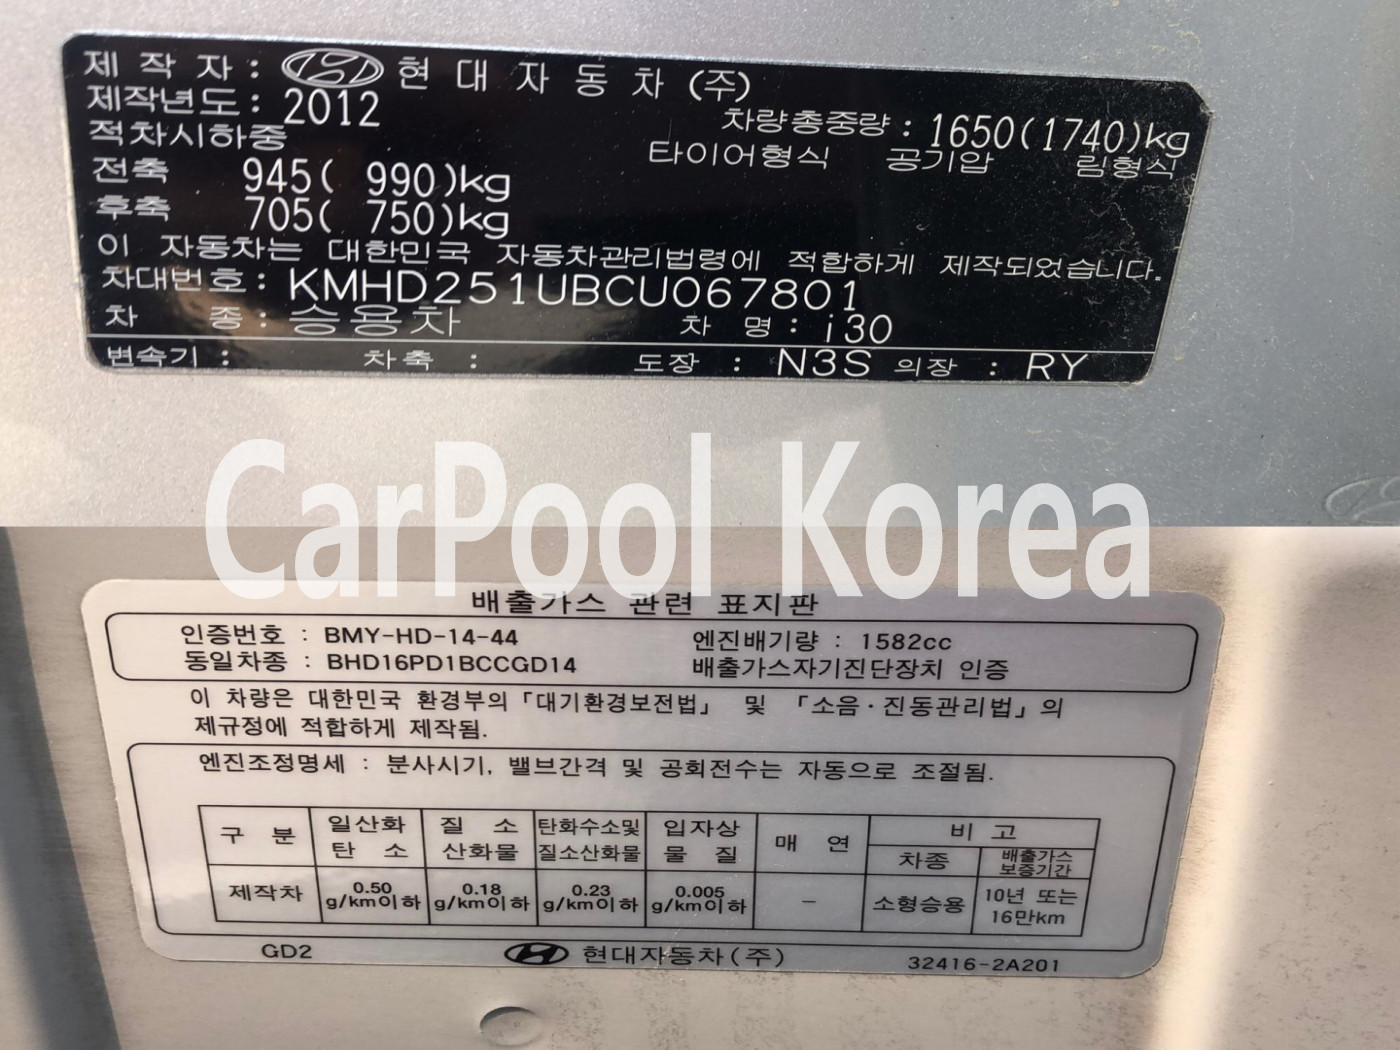 제 작 자 : 현 대 자 동 차 (주)
제작년도 : 2012
차량총중량 : 1650(1740)kg
적차시하중
타이어형식 공기압 림형식
전축 945( 990)kg
후축 705( 750)kg
이 자동차는 대한민국 자동차관리법령에 적합하게 제작되었습니다.
차대번호 : KMHD251UBCU067801
차 종 : 승용차 차 명 : i30
변속기 : 차축 : 도장 : N3S 의장 : RY
CarPool Korea
배출가스 관련 표지판
인증번호 : BMY-HD-14-44 엔진배기량 : 1582cc
동일차종 : BHD16PD1BCCGD14 배출가스자기진단장치 인증
이 차량은 대한민국 환경부의「대기환경보전법」 및 「소음·진동관리법」의
제규정에 적합하게 제작됨.
엔진조정명세 : 분사시기, 밸브간격 및 공회전수는 자동으로 조절됨.
구 분 일산화 탄 소 질 소 산화물 탄화수소및 질소산화물 입자상 물 질 매 연 비 고
차종 배출가스 보증기간
제작차 0.50 g/km이하 0.18 g/km이하 0.23 g/km이하 0.005 g/km이하 - 소형승용 10년 또는 16만km
GD2 현대자동차(주) 32416-2A201